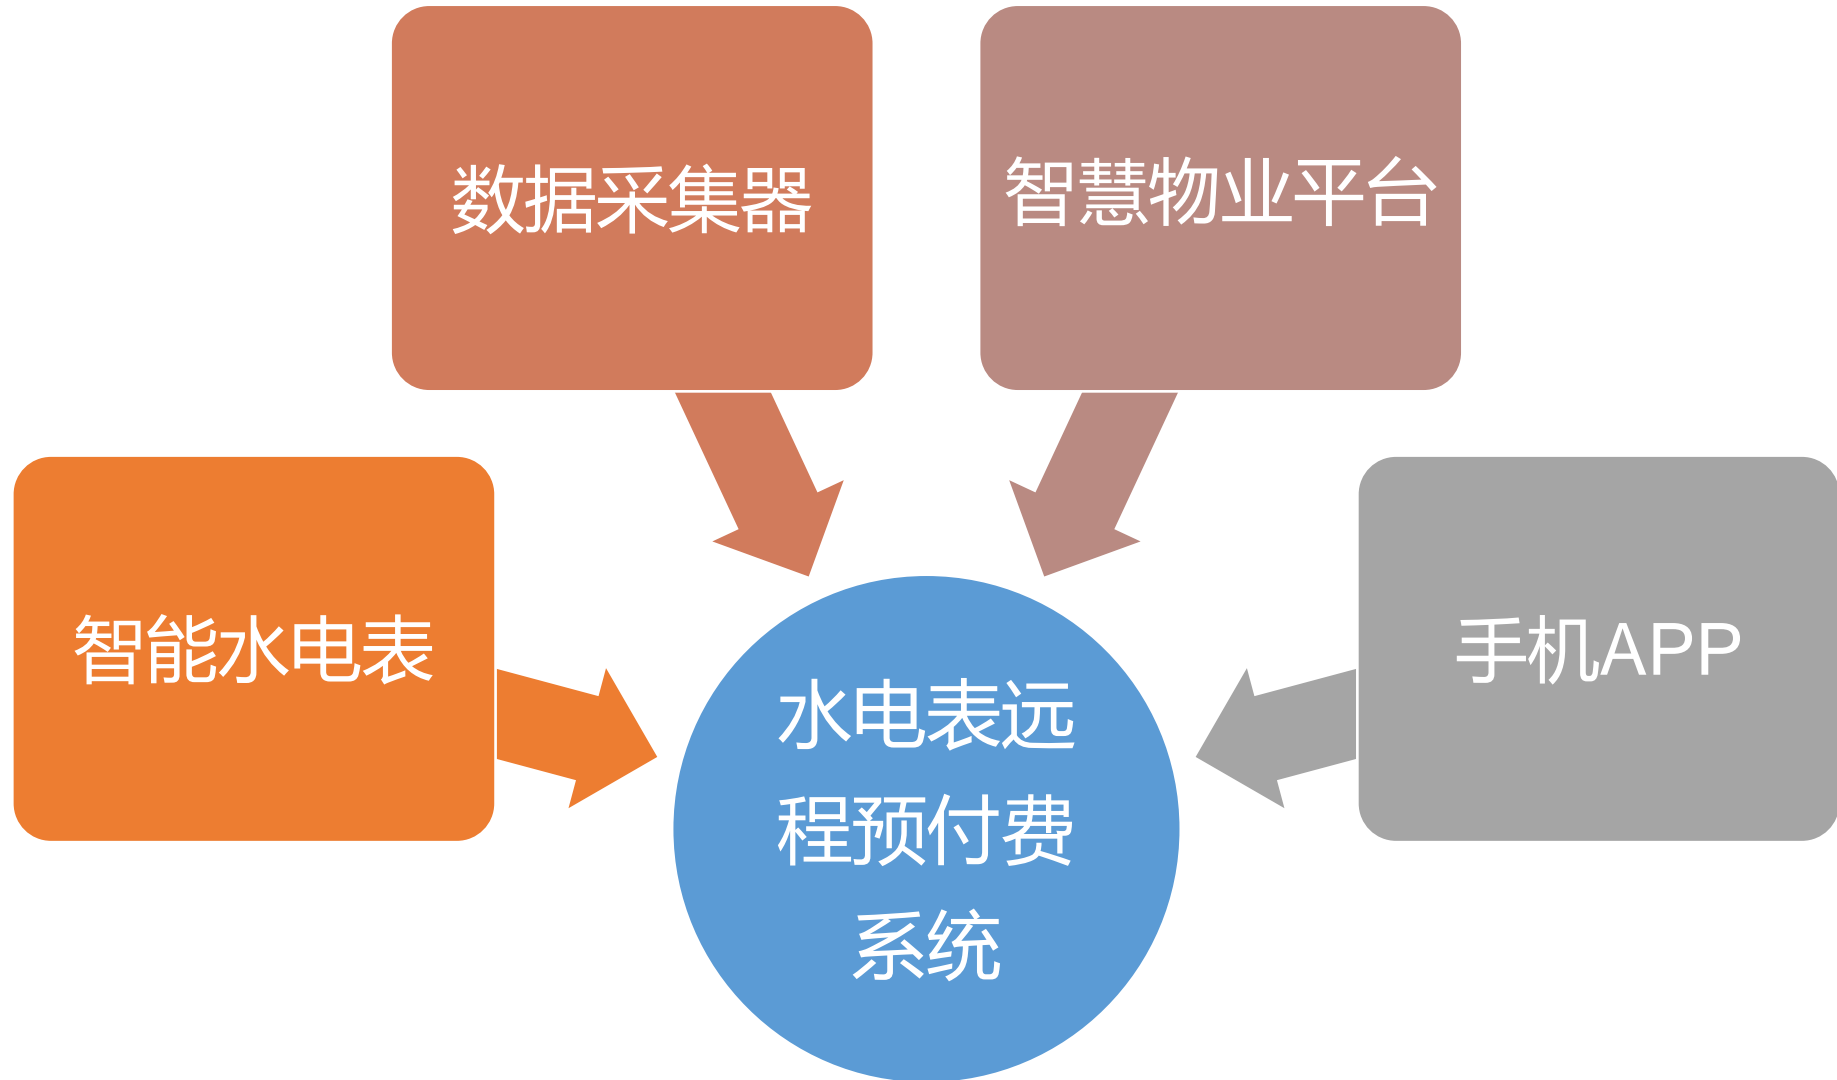 数据采集器
智慧物业平台
智能水电表
手机APP
水电表远
程预付费
系统